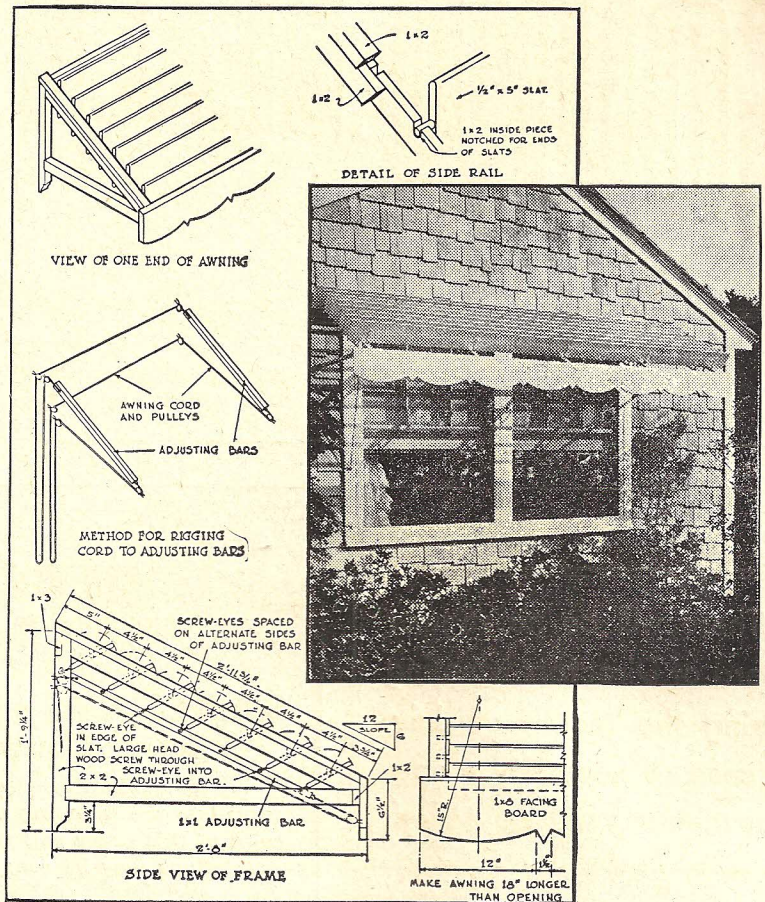 1×2
1×2
½" × 5" SLAT.
1×2 INSIDE PIECE
NOTCHED FOR ENDS
OF SLATS
DETAIL OF SIDE RAIL
VIEW OF ONE END OF AWNING
AWNING CORD
AND PULLEYS
ADJUSTING BARS
METHOD FOR RIGGING
CORD TO ADJUSTING BARS
1×3
5"
4½"
4½"
4½"
4½"
4½"
4½"
3¾"
2'-11¾"
SCREW-EYES SPACED
ON ALTERNATE SIDES
OF ADJUSTING BAR
12
SLOPE
6
1'-9¼"
SCREW-EYE
IN EDGE OF
SLAT. LARGE HEAD
WOOD SCREW THROUGH
SCREW-EYE INTO
ADJUSTING BAR.
2×2
1×2
3¼"
1×1 ADJUSTING BAR
6½"
2'-8"
SIDE VIEW OF FRAME
15" R.
1×8 FACING
BOARD
12"
1½"
MAKE AWNING 18" LONGER
THAN OPENING